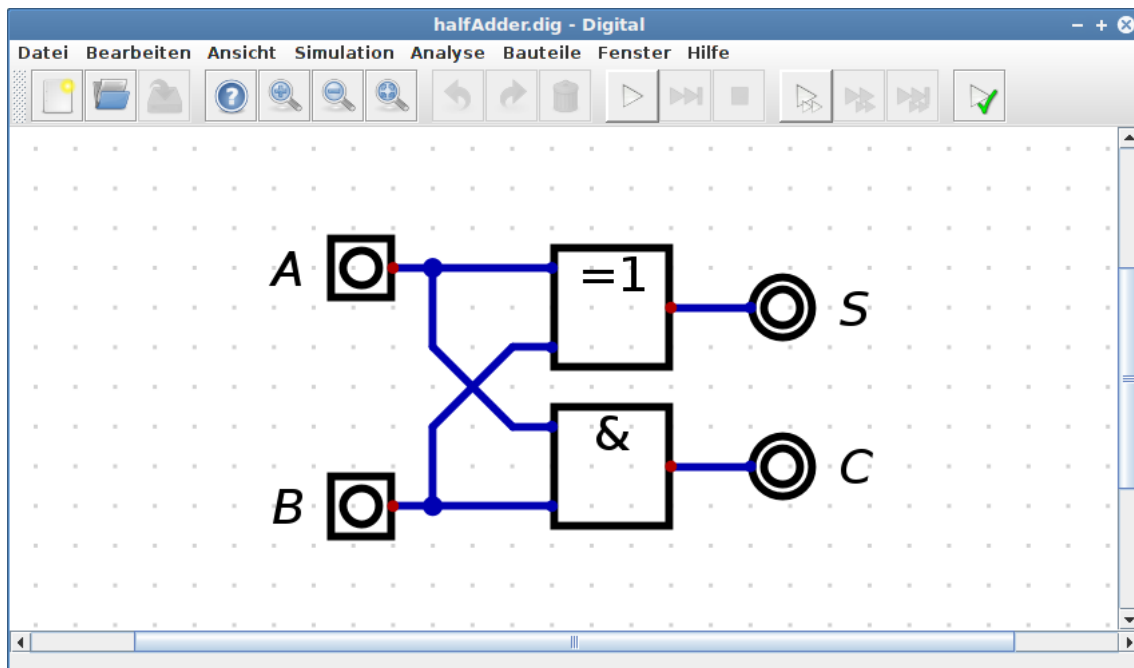 halfAdder.dig - Digital
Datei Bearbeiten Ansicht Simulation Analyse Bauteile Fenster Hilfe
?
A =1 S
B & C